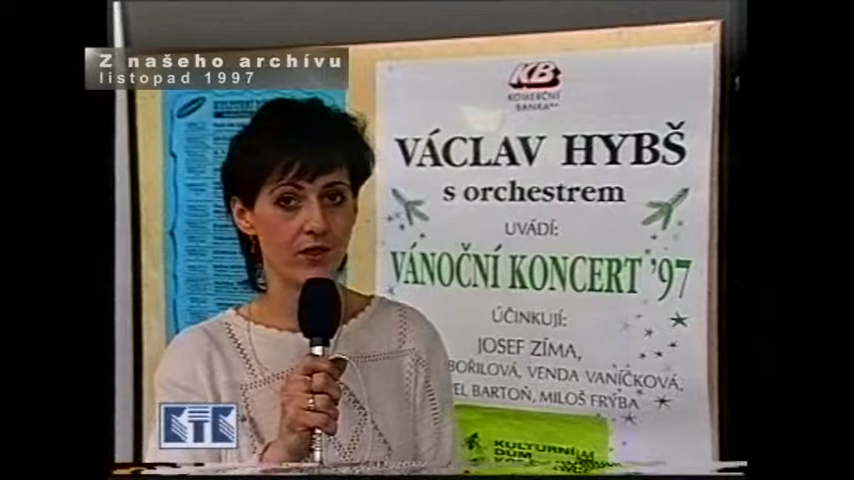 Z našeho archívu
listopad 1997
KB
KOMERČNÍ
BANKA
VÁCLAV HYBŠ
s orchestrem
UVÁDÍ:
VÁNOČNÍ KONCERT '97
ÚČINKUJÍ:
JOSEF ZÍMA,
BOŘILOVÁ, VENDA VANÍČKOVÁ,
BARTOŇ, MILOŠ FRÝBA
KULTURNÍ
DŮM
KTK